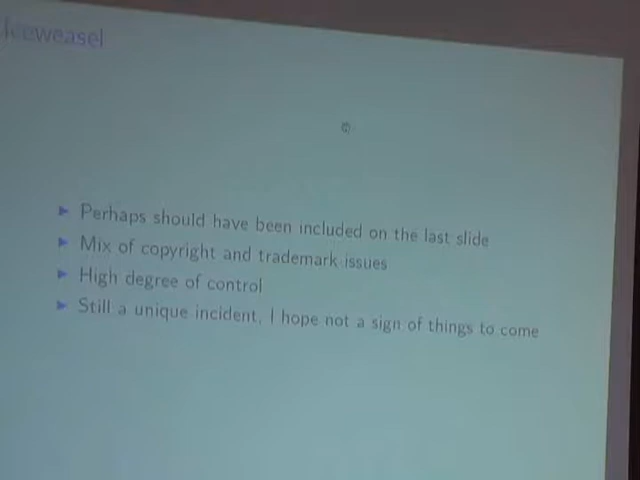 Iceweasel
Perhaps should have been included on the last slide
Mix of copyright and trademark issues
High degree of control
Still a unique incident, I hope not a sign of things to come